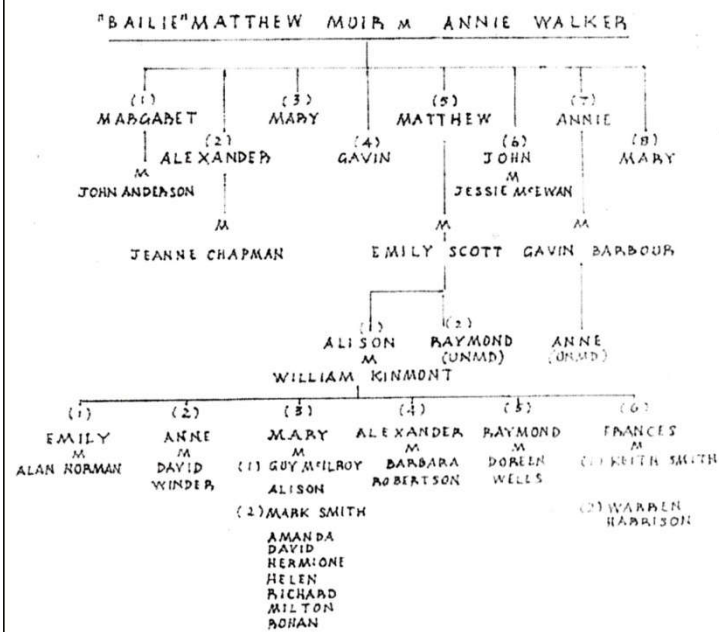 "BAILIE" MATTHEW MUIR M ANNIE WALKER
(1) (3) (5) (7)
MARGARET MARY MATTHEW ANNIE
(2) (4) (6) (8)
ALEXANDER GAVIN JOHN MARY
M M
JOHN ANDERSON JESSIE McEWAN
M M M
JEANNE CHAPMAN EMILY SCOTT GAVIN BARBOUR
(1) (2)
ALISON RAYMOND ANNE
M (UNMD) (UNMD)
WILLIAM KINMONT
(1) (2) (3) (4) (5) (6)
EMILY ANNE MARY ALEXANDER RAYMOND FRANCES
M M M M M M
ALAN NORMAN DAVID (1) GUY McILROY BARBARA DOREEN (1) KEITH SMITH
WINDER ALISON ROBERTSON WELLS
(2) MARK SMITH (2) WARREN
HARRISON
AMANDA
DAVID
HERMIONE
HELEN
RICHARD
MILTON
ROHAN